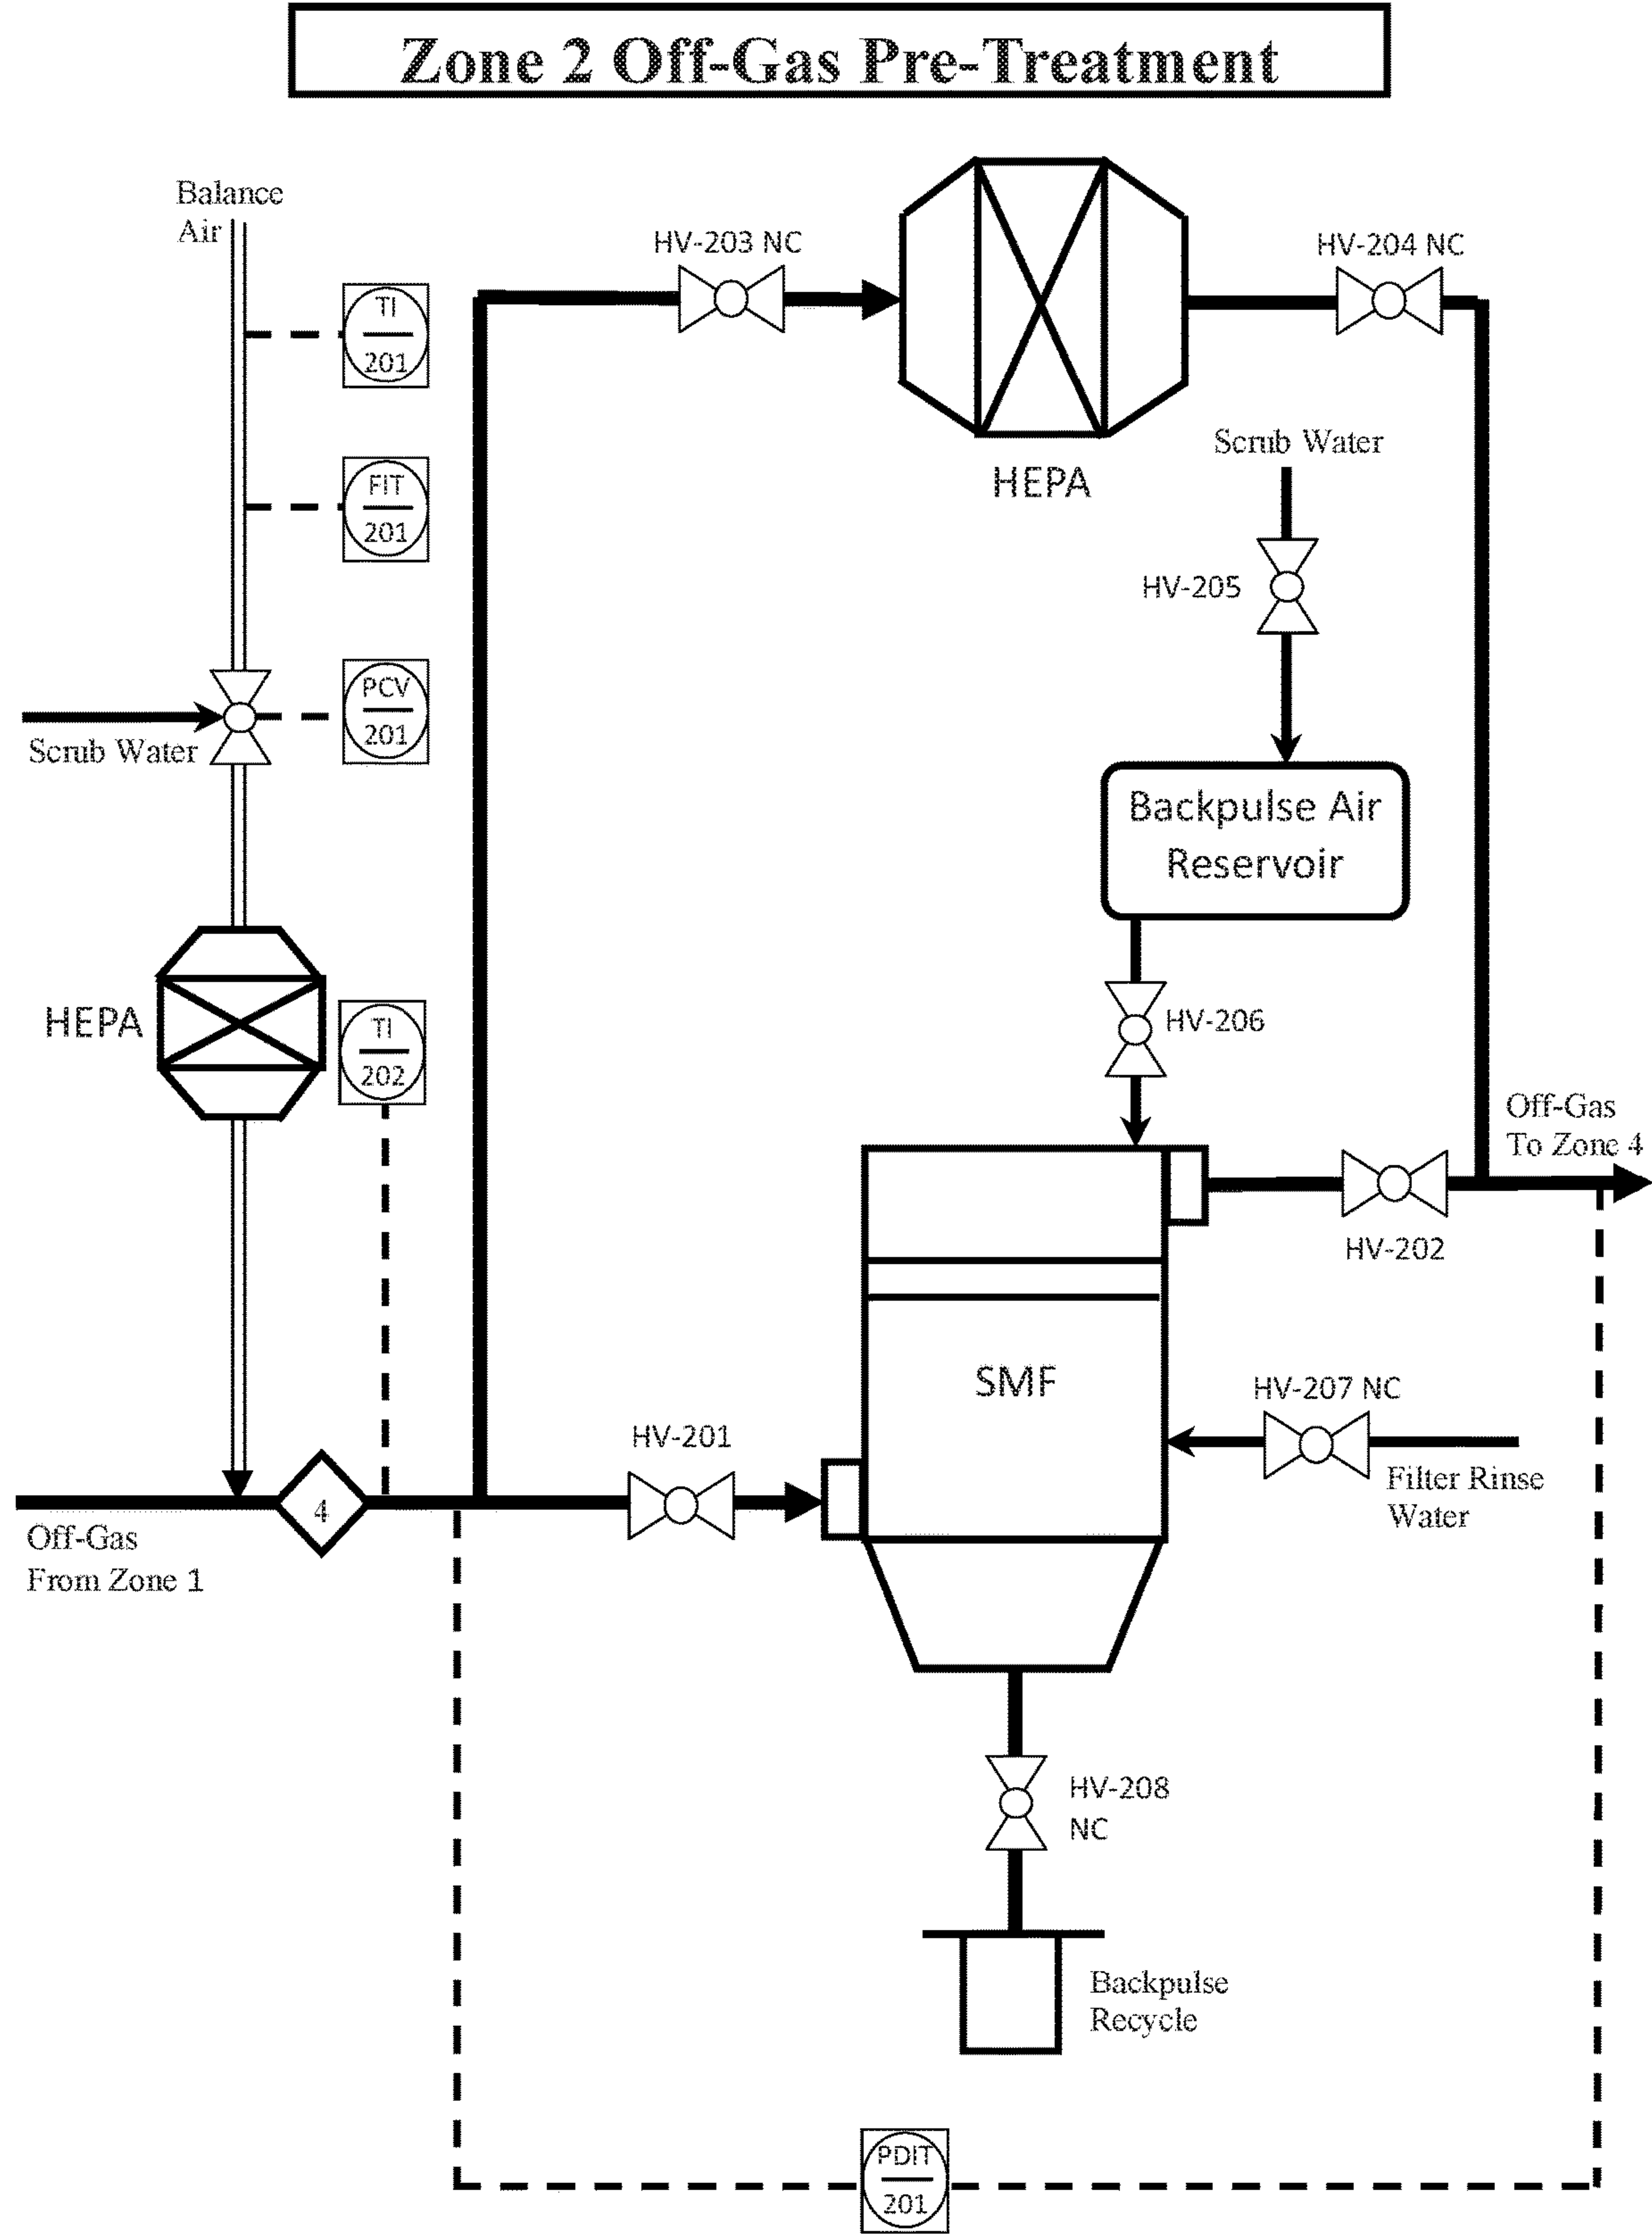 Zone 2 Off-Gas Pre-Treatment
Balance
Air
TI
201
FIT
201
Scrub Water
PCV
201
HEPA
TI
202
HV-203 NC
HEPA
HV-204 NC
Scrub Water
HV-205
Backpulse Air
Reservoir
HV-206
Off-Gas
To Zone 4
HV-202
SMF
HV-207 NC
Filter Rinse
Water
HV-201
4
Off-Gas
From Zone 1
HV-208
NC
Backpulse
Recycle
PDIT
201